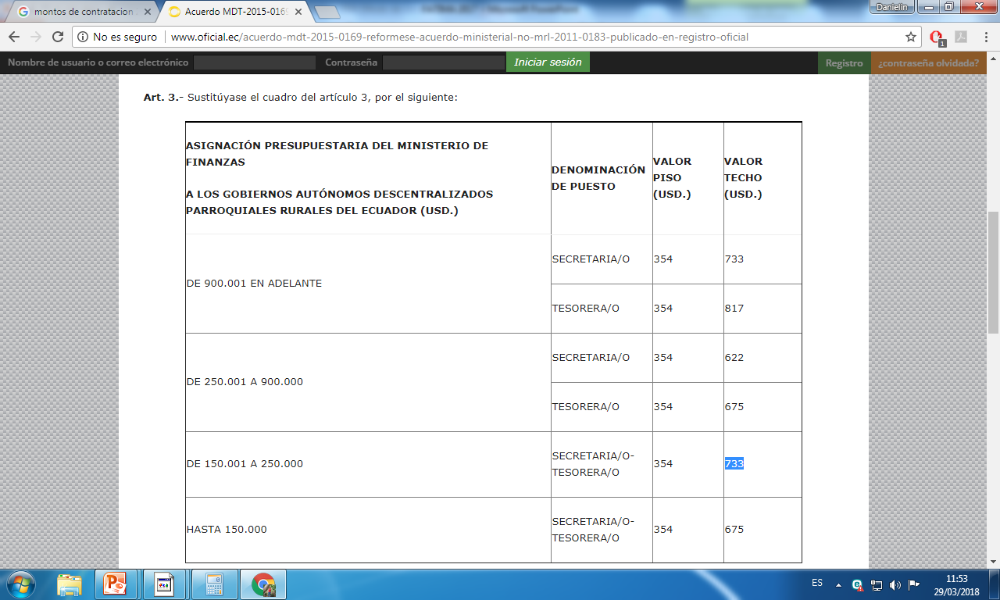 montos de contratacion
Acuerdo MDT-2015-0169
Microsoft PowerPoint
Danielin
No es seguro
www.oficial.ec/acuerdo-mdt-2015-0169-reformese-acuerdo-ministerial-no-mrl-2011-0183-publicado-en-registro-oficial
1
Nombre de usuario o correo electrónico
Contraseña
Iniciar sesión
Registro
¿contraseña olvidada?
Art. 3.- Sustitúyase el cuadro del artículo 3, por el siguiente:
ASIGNACIÓN PRESUPUESTARIA DEL MINISTERIO DE
FINANZAS
A LOS GOBIERNOS AUTÓNOMOS DESCENTRALIZADOS
PARROQUIALES RURALES DEL ECUADOR (USD.)
DENOMINACIÓN
DE PUESTO
VALOR
PISO
(USD.)
VALOR
TECHO
(USD.)
DE 900.001 EN ADELANTE
SECRETARIA/O 354 733
TESORERA/O 354 817
DE 250.001 A 900.000
SECRETARIA/O 354 622
TESORERA/O 354 675
DE 150.001 A 250.000
SECRETARIA/O-
TESORERA/O
354 733
HASTA 150.000
SECRETARIA/O-
TESORERA/O
354 675
ES
11:53
29/03/2018